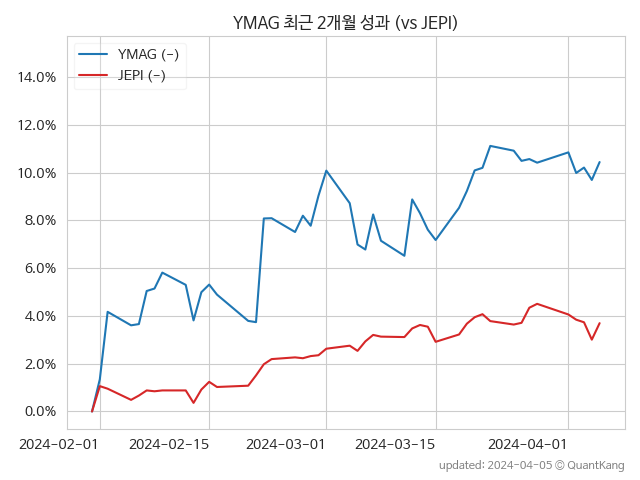 YMAG 최근 2개월 성과 (vs JEPI)
YMAG (-)
JEPI (-)
14.0%
12.0%
10.0%
8.0%
6.0%
4.0%
2.0%
0.0%
2024-02-01 2024-02-15 2024-03-01 2024-03-15 2024-04-01
updated: 2024-04-05 © QuantKang